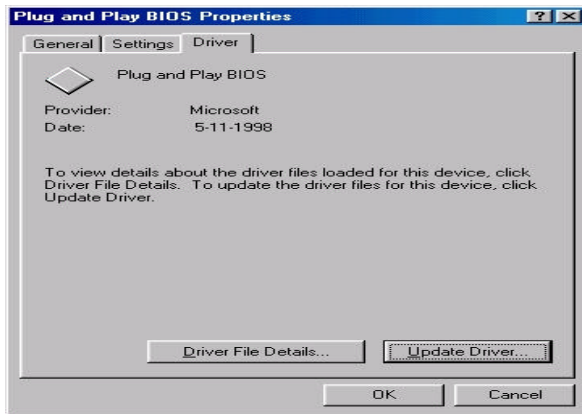 Plug and Play BIOS Properties
General Settings Driver
Plug and Play BIOS
Provider: Microsoft
Date: 5-11-1998
To view details about the driver files loaded for this device, click
Driver File Details. To update the driver files for this device, click
Update Driver.
Driver File Details... Update Driver...
OK Cancel